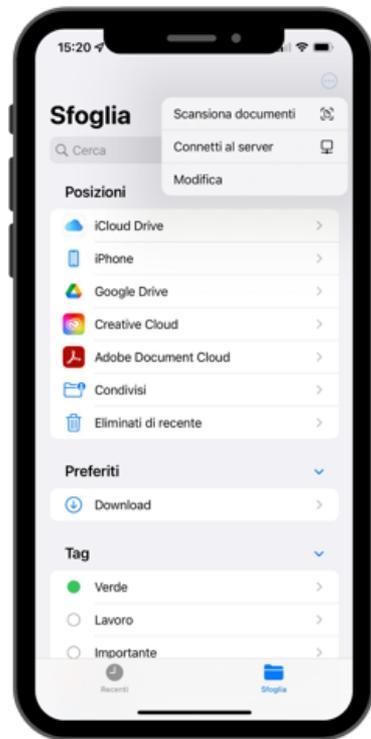 15:20
Sfoglia
Scansiona documenti
Cerca
Connetti al server
Modifica
Posizioni
iCloud Drive
iPhone
Google Drive
Creative Cloud
Adobe Document Cloud
Condivisi
Eliminati di recente
Preferiti
Download
Tag
Verde
Lavoro
Importante
Recenti
Sfoglia